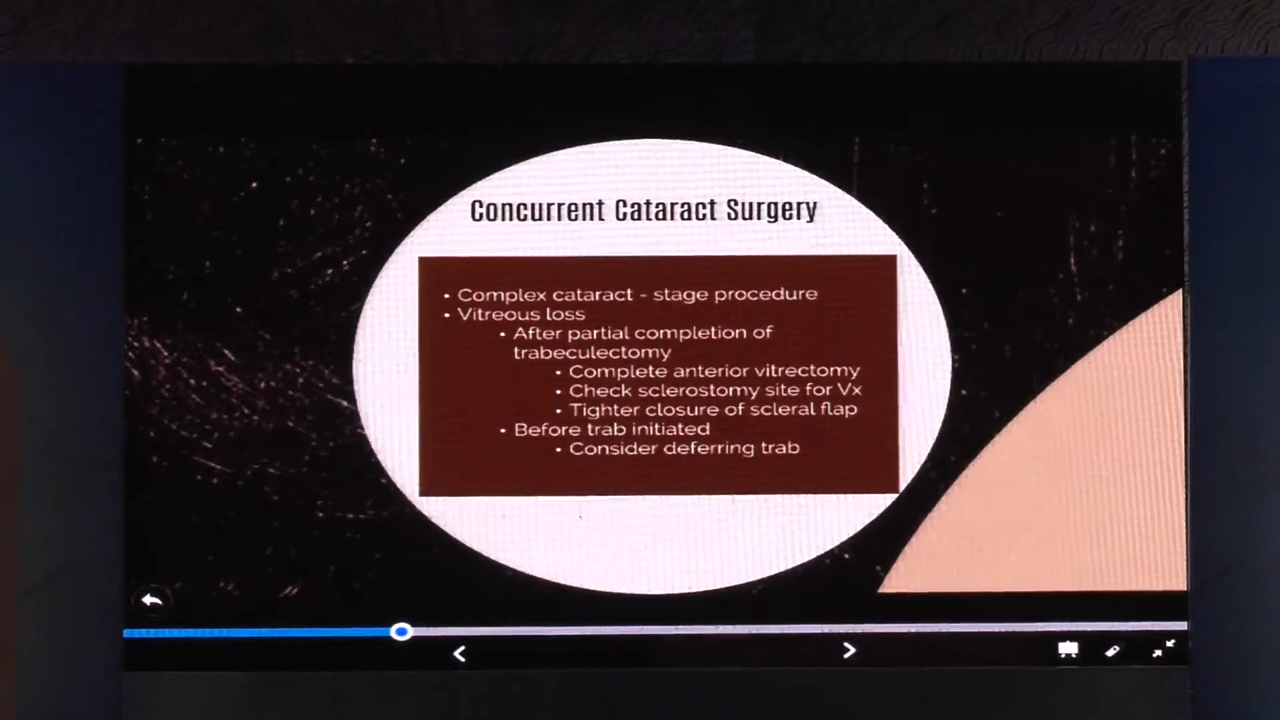 Concurrent Cataract Surgery
• Complex cataract - stage procedure
• Vitreous loss
• After partial completion of
trabeculectomy
• Complete anterior vitrectomy
• Check sclerostomy site for Vx
• Tighter closure of scleral flap
• Before trab initiated
• Consider deferring trab